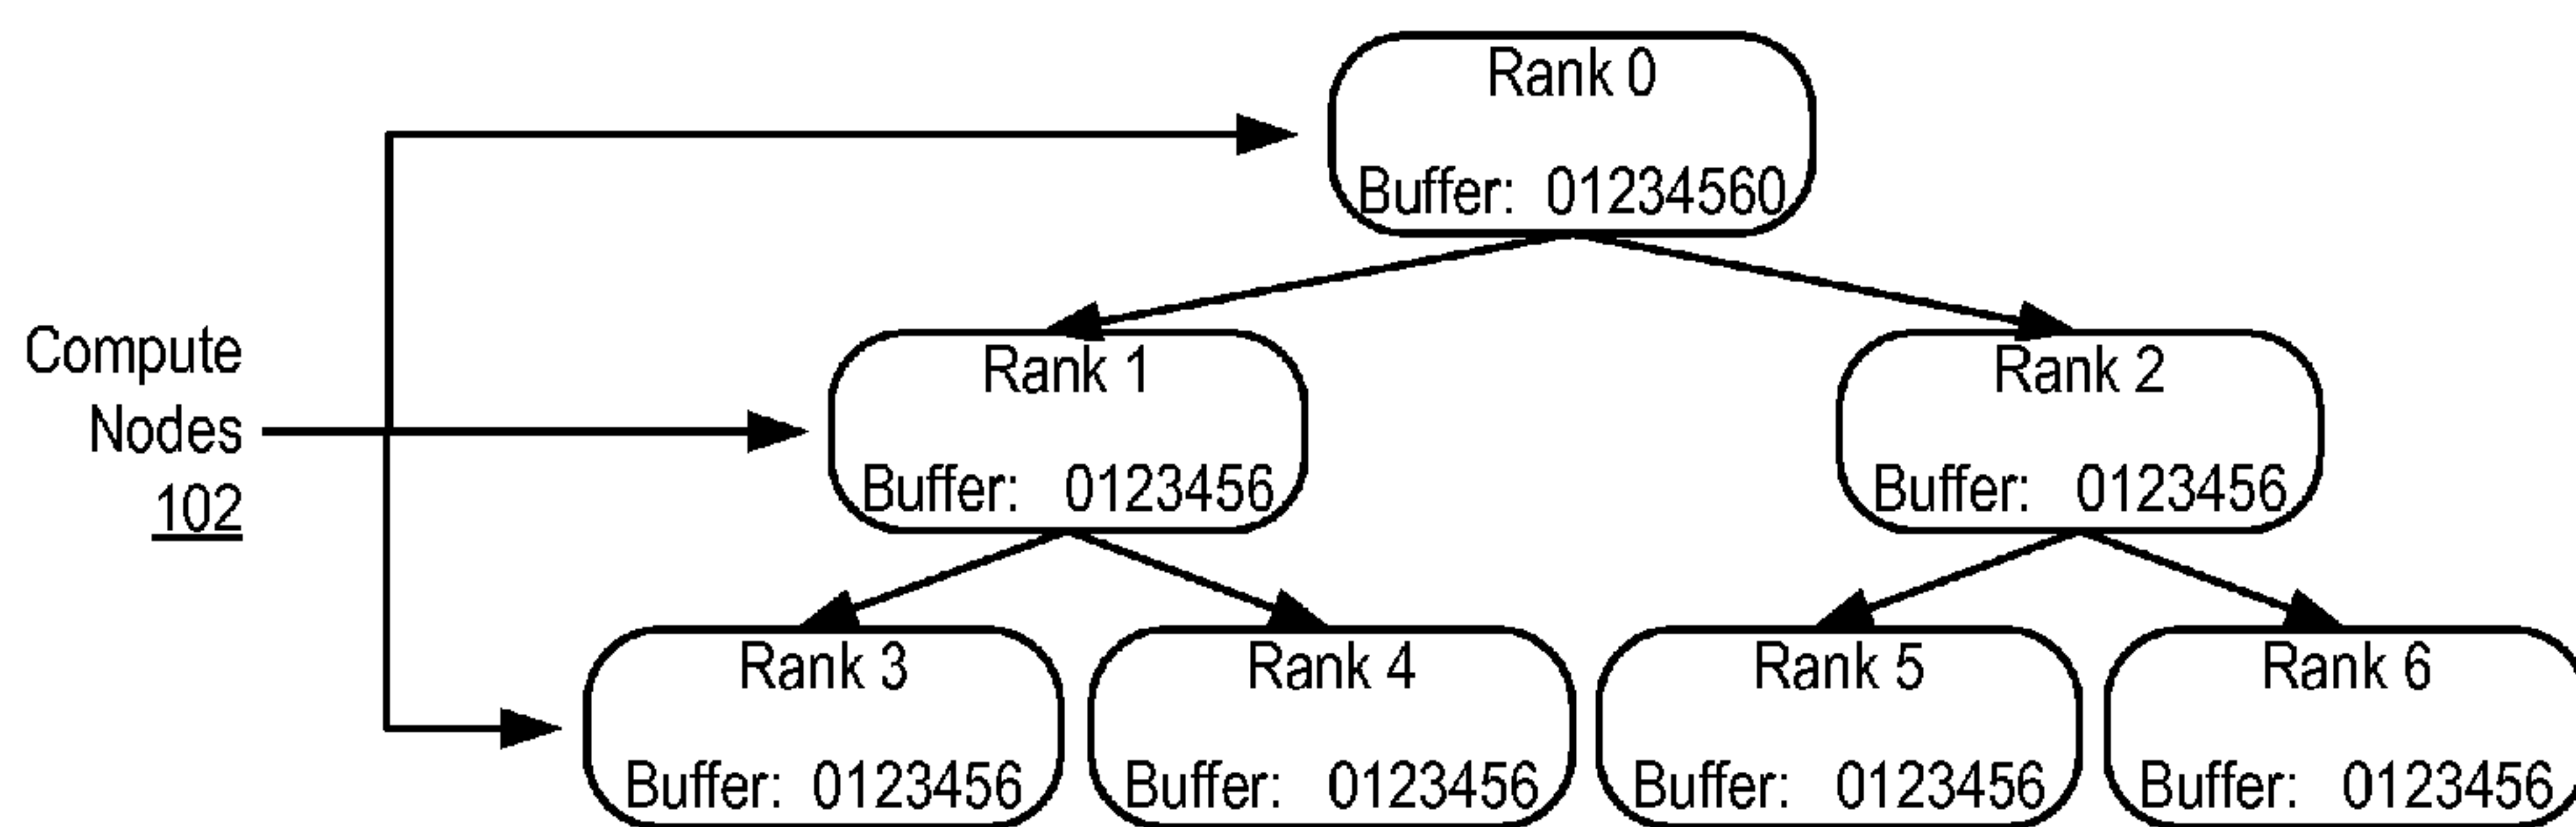 Rank 0
Buffer: 01234560
Compute
Nodes
102
Rank 1
Buffer: 0123456
Rank 2
Buffer: 0123456
Rank 3
Buffer: 0123456
Rank 4
Buffer: 0123456
Rank 5
Buffer: 0123456
Rank 6
Buffer: 0123456